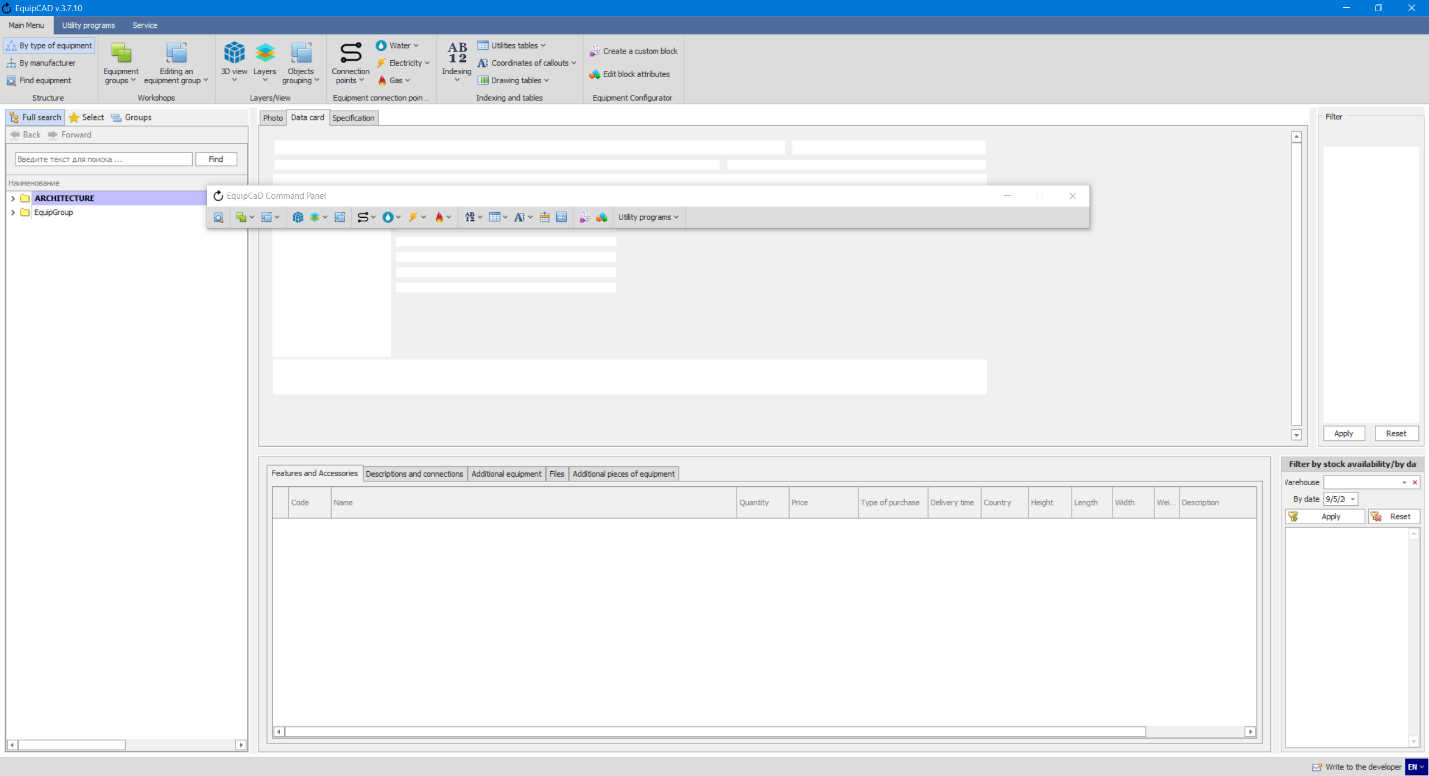 EquipCAD v.3.7.10
Main Menu Utility programs Service
By type of equipment
By manufacturer
Find equipment
Structure
Equipment groups
Editing an equipment group
Workshops
3D view
Layers
Objects grouping
Layers/View
Connection points
Water
Electricity
Gas
Equipment connection poin...
AB
12
Indexing
Utilities tables
Coordinates of callouts
Drawing tables
Indexing and tables
Create a custom block
Edit block attributes
Equipment Configurator
Full search Select Groups
Back Forward
Введите текст для поиска ... Find
Наименование
ARCHITECTURE
EquipGroup
Photo Data card Specification
EquipCaD Command Panel
Utility programs
Filter
Apply Reset
Features and Accessories Descriptions and connections Additional equipment Files Additional pieces of equipment
Code Name Quantity Price Type of purchase Delivery time Country Height Length Width Wei... Description
Filter by stock availability/by da
arehouse
By date 9/5/2
Apply Reset
Write to the developer EN